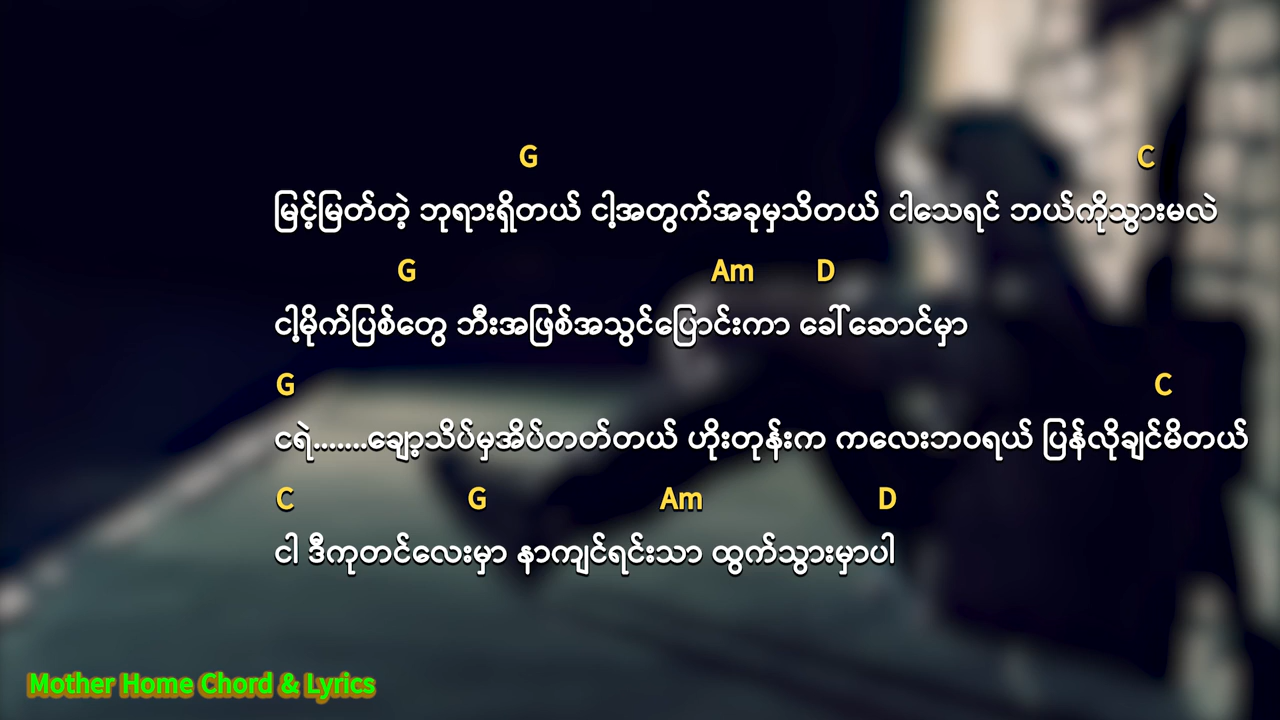 G C
မြင့်မြတ်တဲ့ ဘုရားရှိတယ် ငါ့အတွက်အခုမှသိတယ် ငါသေရင် ဘယ်ကိုသွားမလဲ
G Am D
ငါ့မိုက်ပြစ်တွေ ဘီးအဖြစ်အသွင်ပြောင်းကာ ခေါ်ဆောင်မှာ
G C
ငရဲ.......ချော့သိပ်မှအိပ်တတ်တယ် ဟိုးတုန်းက ကလေးဘဝရယ် ပြန်လိုချင်မိတယ်
C G Am D
ငါ ဒီကုတင်လေးမှာ နာကျင်ရင်းသာ ထွက်သွားမှာပါ
Mother Home Chord & Lyrics